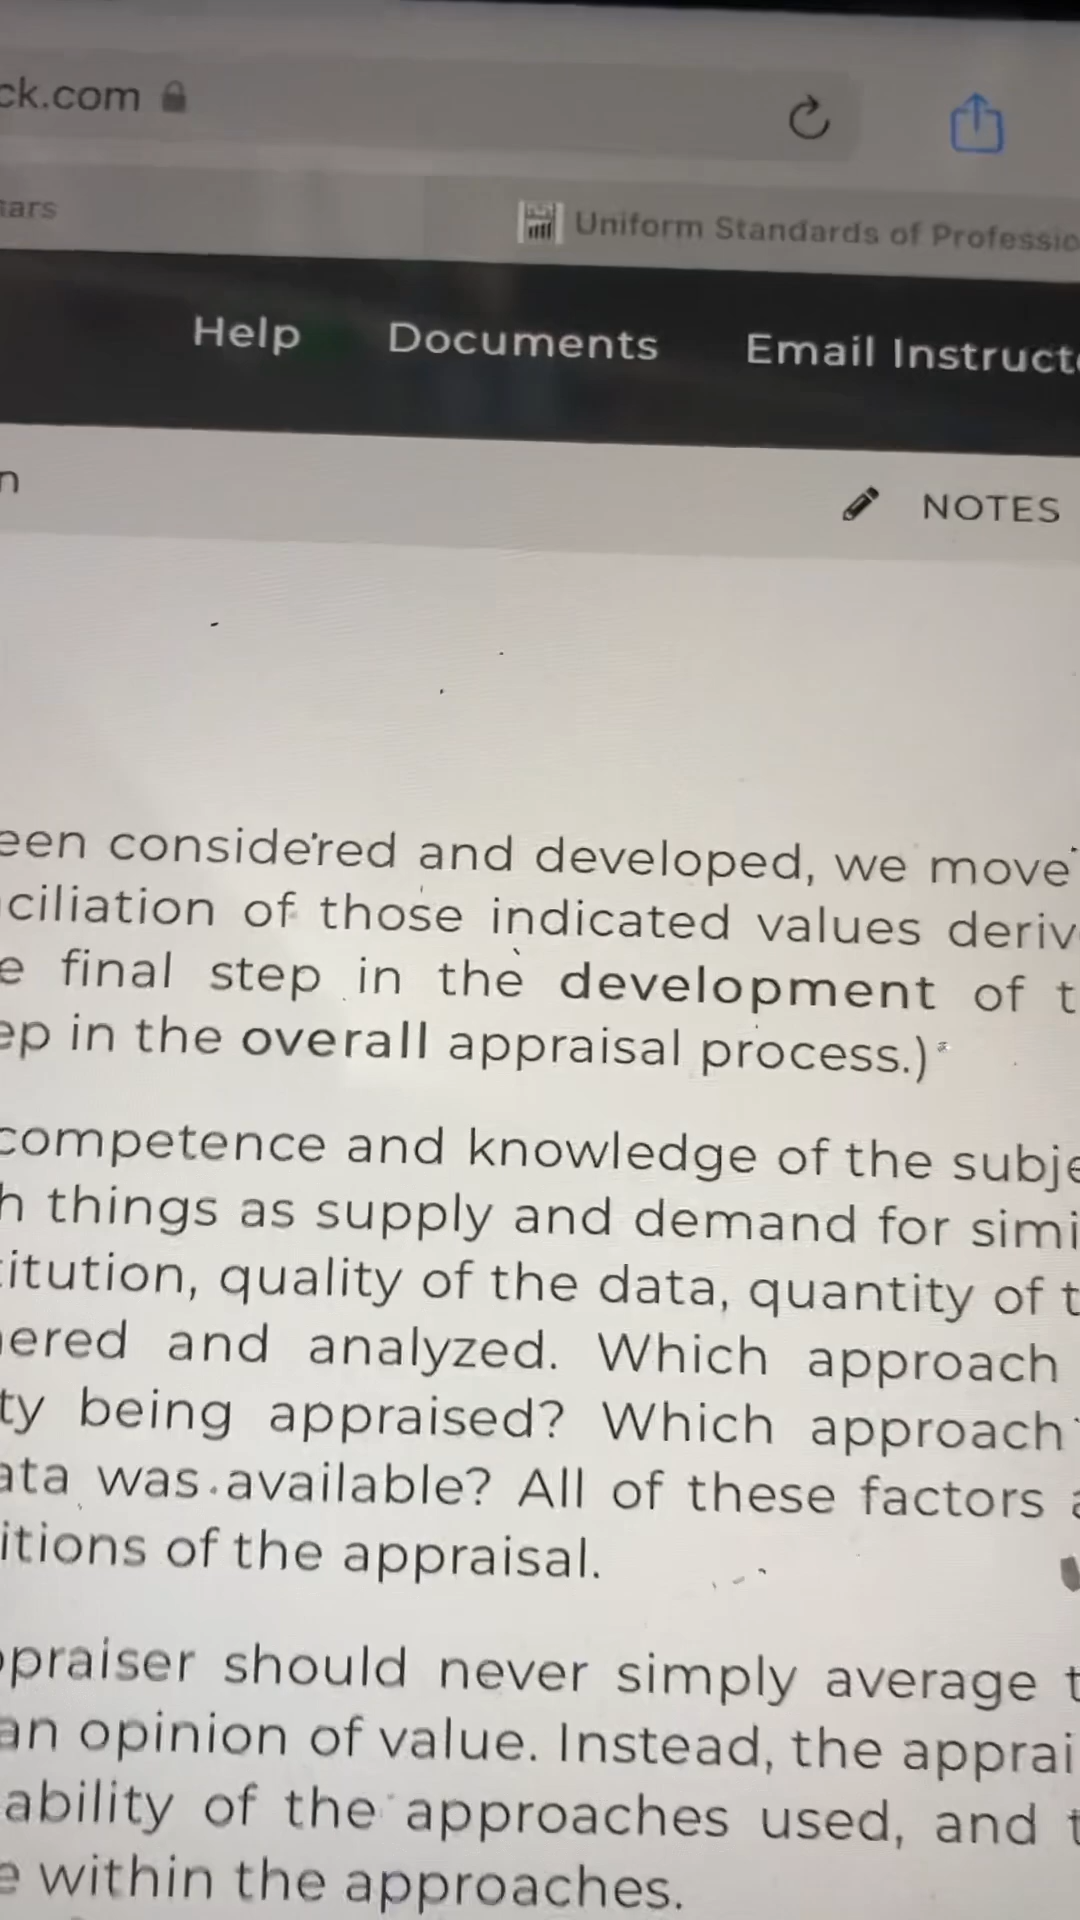 ck.com
Uniform Standards of Professio
Help Documents Email Instruct
NOTES
een considered and developed, we move
ciliation of those indicated values deriv
e final step in the development of t
ep in the overall appraisal process.)
competence and knowledge of the subje
h things as supply and demand for simi
itution, quality of the data, quantity of t
ered and analyzed. Which approach
ty being appraised? Which approach
ata was available? All of these factors a
itions of the appraisal.
praiser should never simply average t
an opinion of value. Instead, the apprai
ability of the approaches used, and t
e within the approaches.